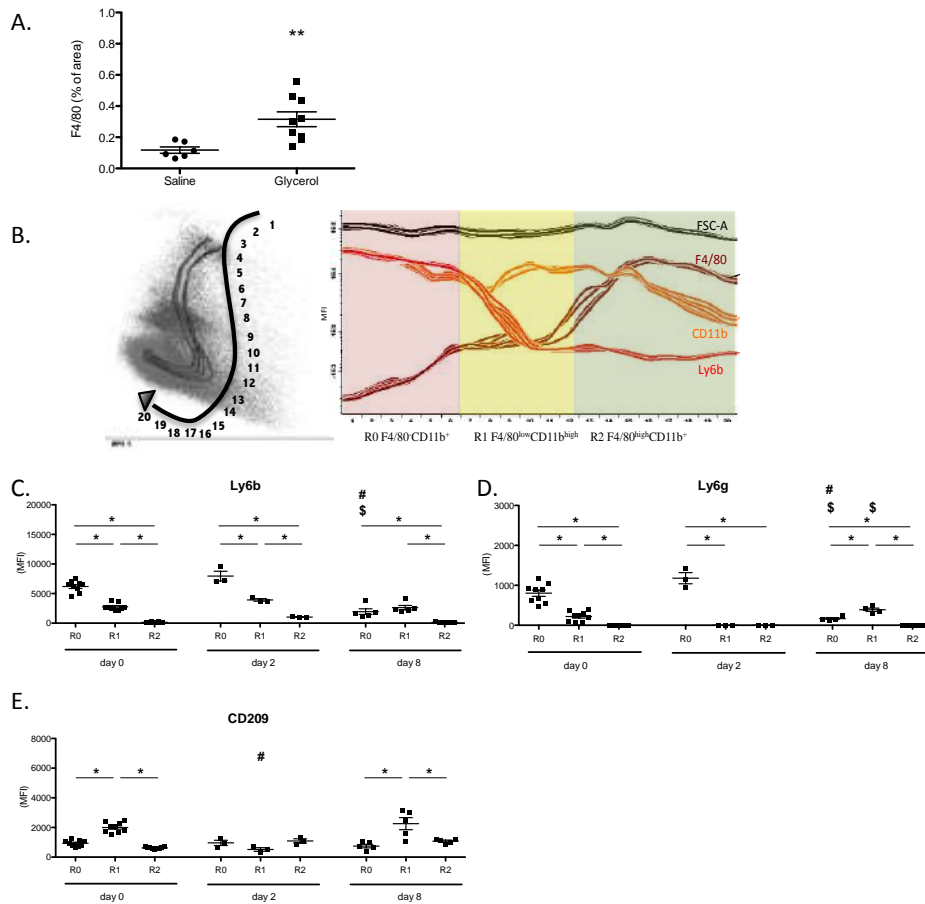 A.
F4/80 (% of area)
1.0
0.8
0.6
0.4
0.2
0.0
**
Saline Glycerol
B.
1
2
3
4
5
6
7
8
9
10
11
12
13
14
15
16
17
18
19
20
MFI
FSC-A
F4/80
CD11b
Ly6b
R0 F4/80⁻CD11b⁺ R1 F4/80ˡᵒʷCD11bʰⁱᵍʰ R2 F4/80ʰⁱᵍʰCD11b⁺
C.
Ly6b
(MFI)
20000
15000
10000
5000
0
* * *
* * *
#
$
* *
R0 R1 R2 R0 R1 R2 R0 R1 R2
day 0 day 2 day 8
D.
Ly6g
(MFI)
3000
2000
1000
0
* * *
* *
#
$ $
* * *
R0 R1 R2 R0 R1 R2 R0 R1 R2
day 0 day 2 day 8
E.
CD209
(MFI)
8000
6000
4000
2000
0
* *
#
* *
R0 R1 R2 R0 R1 R2 R0 R1 R2
day 0 day 2 day 8